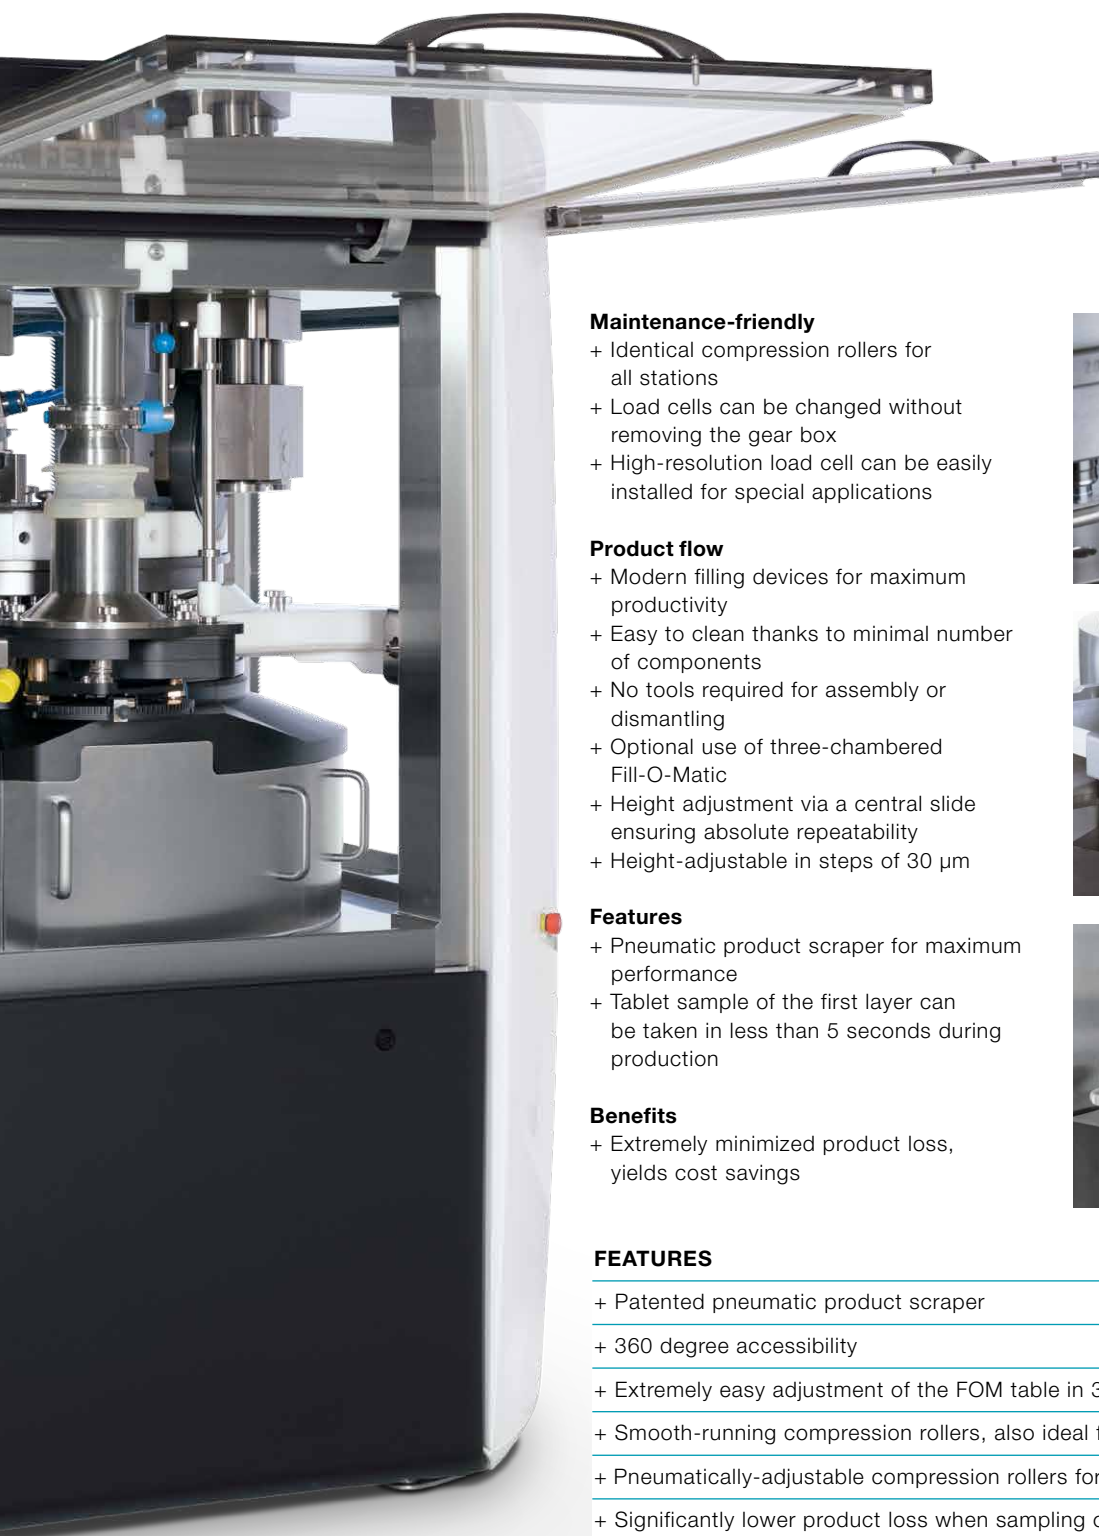 Maintenance-friendly
+ Identical compression rollers for
all stations
+ Load cells can be changed without
removing the gear box
+ High-resolution load cell can be easily
installed for special applications
Product flow
+ Modern filling devices for maximum
productivity
+ Easy to clean thanks to minimal number
of components
+ No tools required for assembly or
dismantling
+ Optional use of three-chambered
Fill-O-Matic
+ Height adjustment via a central slide
ensuring absolute repeatability
+ Height-adjustable in steps of 30 µm
Features
+ Pneumatic product scraper for maximum
performance
+ Tablet sample of the first layer can
be taken in less than 5 seconds during
production
Benefits
+ Extremely minimized product loss,
yields cost savings
FEATURES
+ Patented pneumatic product scraper
+ 360 degree accessibility
+ Extremely easy adjustment of the FOM table in
+ Smooth-running compression rollers, also ideal
+ Pneumatically-adjustable compression rollers for
+ Significantly lower product loss when sampling